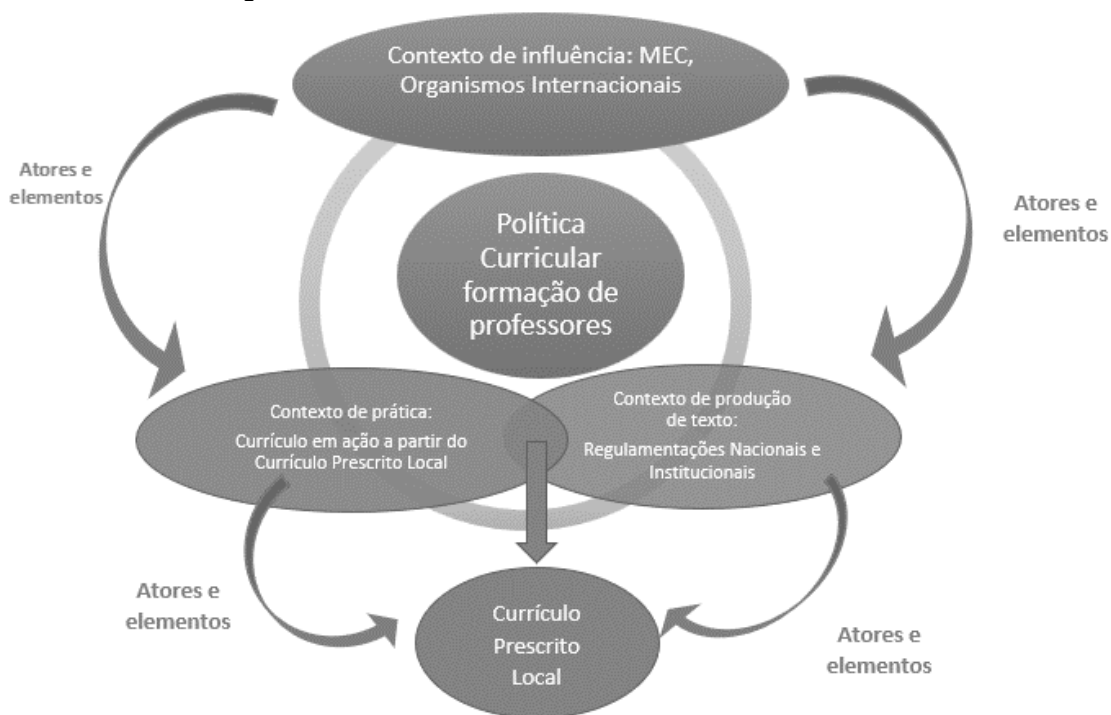 Contexto de influência: MEC,
Organismos Internacionais
Atores e
elementos
Atores e
elementos
Política
Curricular
formação de
professores
Contexto de prática:
Currículo em ação a partir do
Currículo Prescrito Local
Contexto de produção
de texto:
Regulamentações Nacionais e
Institucionais
Atores e
elementos
Currículo
Prescrito
Local
Atores e
elementos